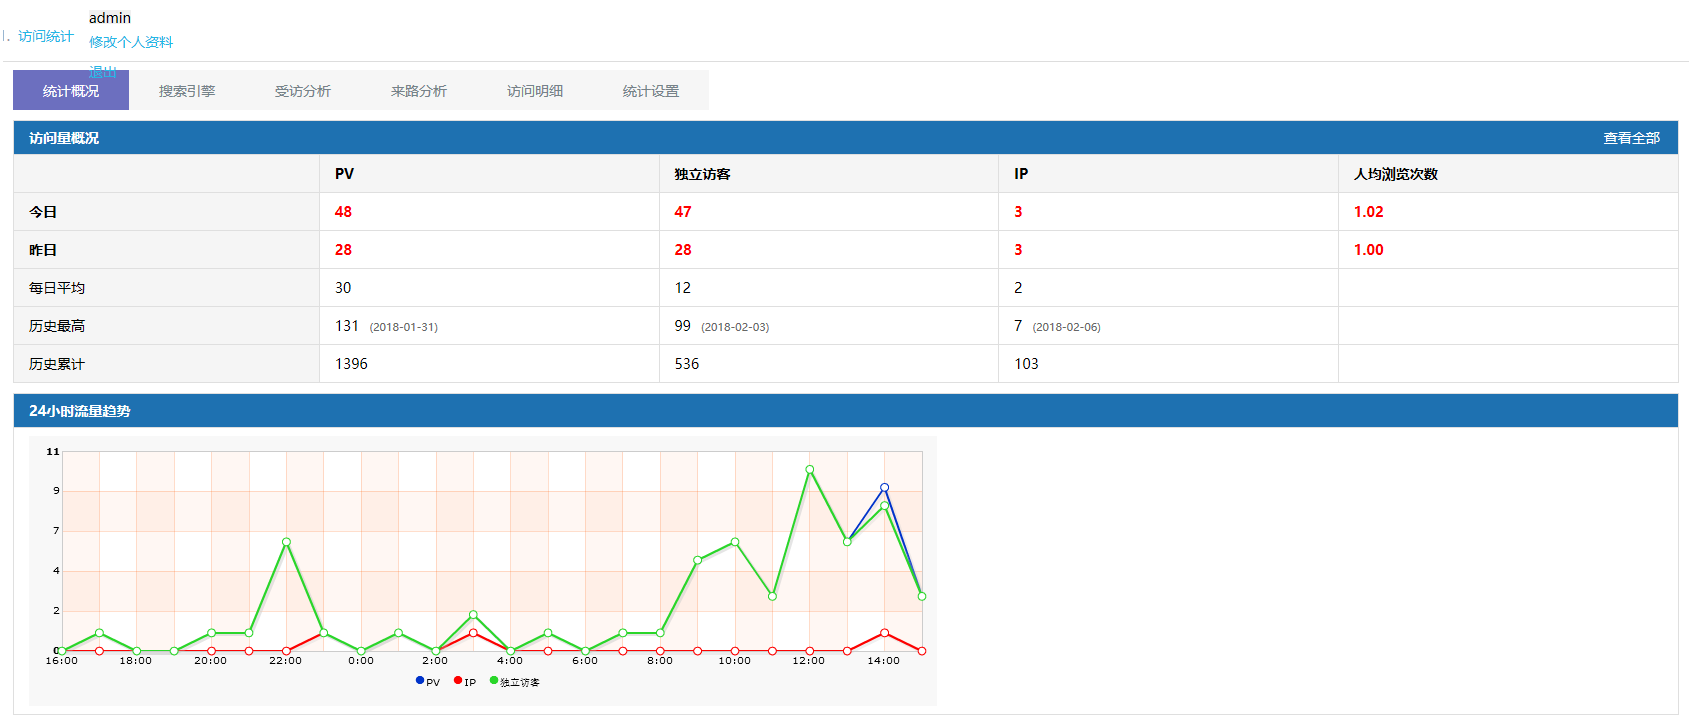 admin
访问统计
修改个人资料
退出
统计概况 搜索引擎 受访分析 来路分析 访问明细 统计设置
访问量概况 查看全部
PV 独立访客 IP 人均浏览次数
今日 48 47 3 1.02
昨日 28 28 3 1.00
每日平均 30 12 2
历史最高 131 (2018-01-31) 99 (2018-02-03) 7 (2018-02-06)
历史累计 1396 536 103
24小时流量趋势
11
9
7
4
2
0
16:00 18:00 20:00 22:00 0:00 2:00 4:00 6:00 8:00 10:00 12:00 14:00
PV IP 独立访客